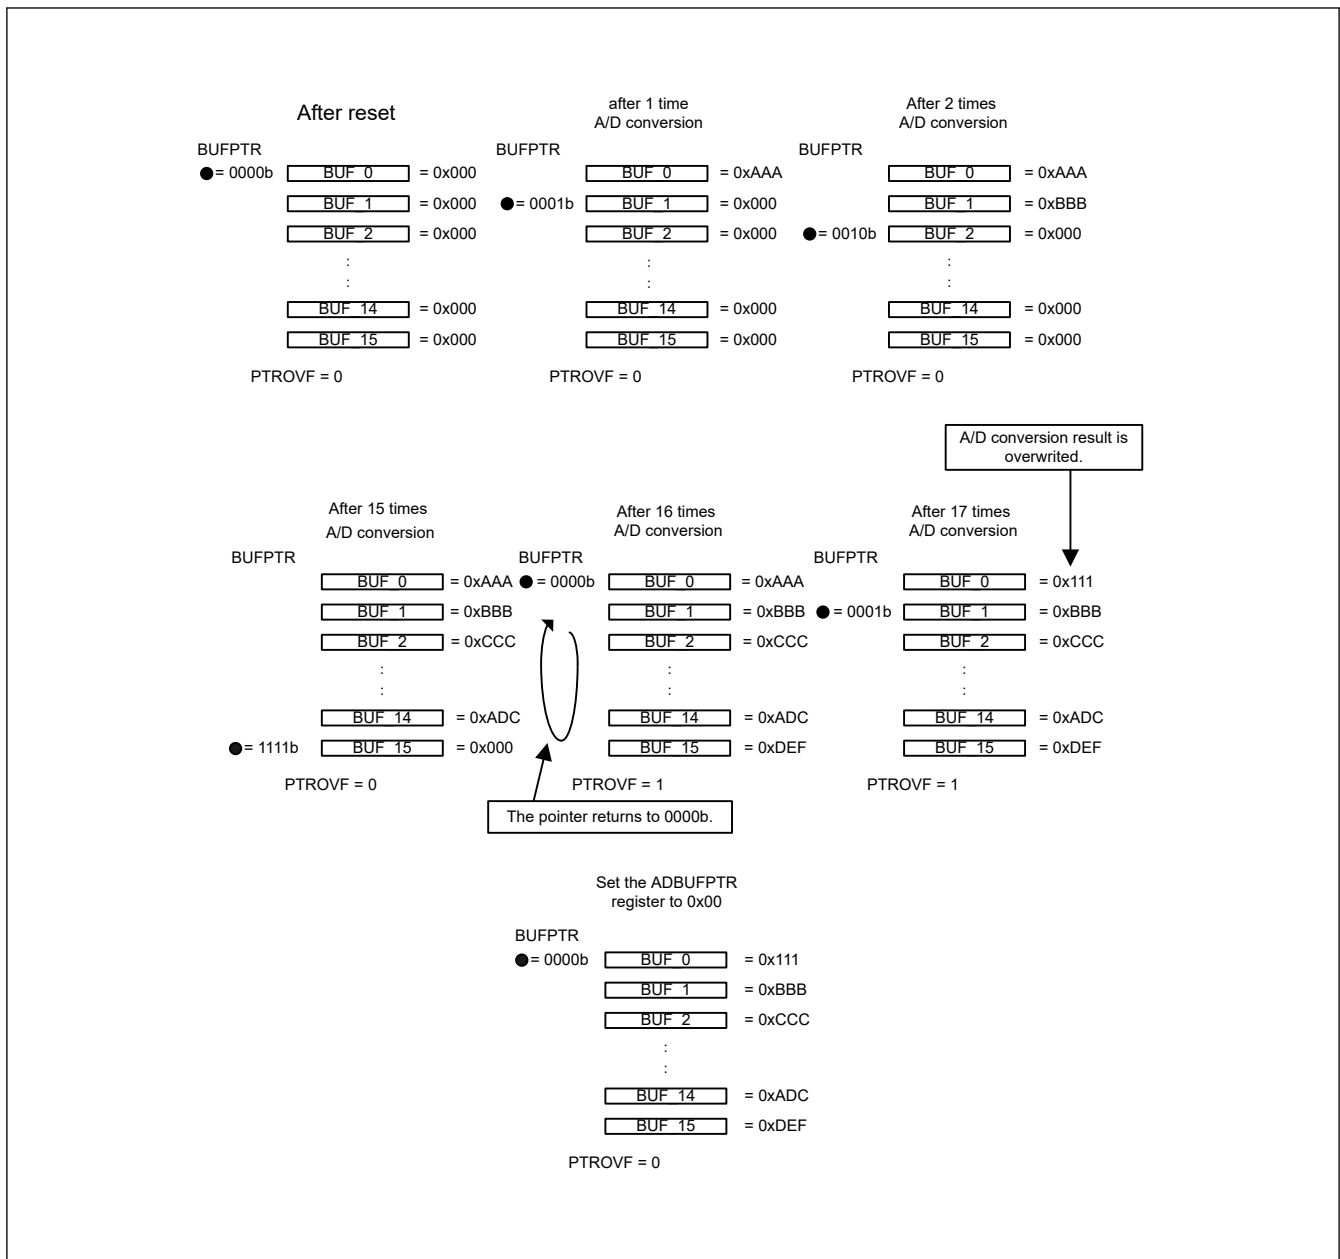 After reset
BUFPTR
= 0000b BUF_0 = 0x000
BUF_1 = 0x000
BUF_2 = 0x000
:
:
BUF_14 = 0x000
BUF_15 = 0x000
PTROVF = 0
after 1 time
A/D conversion
BUFPTR
BUF_0 = 0xAAA
= 0001b BUF_1 = 0x000
BUF_2 = 0x000
:
:
BUF_14 = 0x000
BUF_15 = 0x000
PTROVF = 0
After 2 times
A/D conversion
BUFPTR
BUF_0 = 0xAAA
BUF_1 = 0xBBB
= 0010b BUF_2 = 0x000
:
:
BUF_14 = 0x000
BUF_15 = 0x000
PTROVF = 0
After 15 times
A/D conversion
BUFPTR
BUF_0 = 0xAAA
BUF_1 = 0xBBB
BUF_2 = 0xCCC
:
:
BUF_14 = 0xADC
= 1111b BUF_15 = 0x000
PTROVF = 0
After 16 times
A/D conversion
BUFPTR
= 0000b BUF_0 = 0xAAA
BUF_1 = 0xBBB
BUF_2 = 0xCCC
:
:
BUF_14 = 0xADC
BUF_15 = 0xDEF
PTROVF = 1
The pointer returns to 0000b.
A/D conversion result is
overwrited.
After 17 times
A/D conversion
BUFPTR
BUF_0 = 0x111
= 0001b BUF_1 = 0xBBB
BUF_2 = 0xCCC
:
:
BUF_14 = 0xADC
BUF_15 = 0xDEF
PTROVF = 1
Set the ADBUFPTR
register to 0x00
BUFPTR
= 0000b BUF_0 = 0x111
BUF_1 = 0xBBB
BUF_2 = 0xCCC
:
:
BUF_14 = 0xADC
BUF_15 = 0xDEF
PTROVF = 0